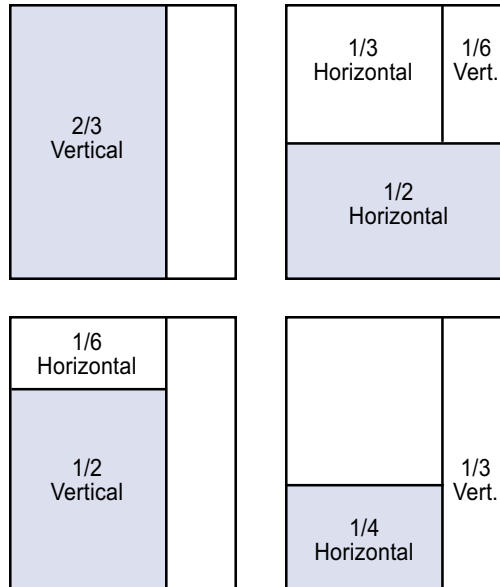 2/3
Vertical
1/3
Horizontal
1/6
Vert.
1/2
Horizontal
1/6
Horizontal
1/2
Vertical
1/3
Vert.
1/4
Horizontal